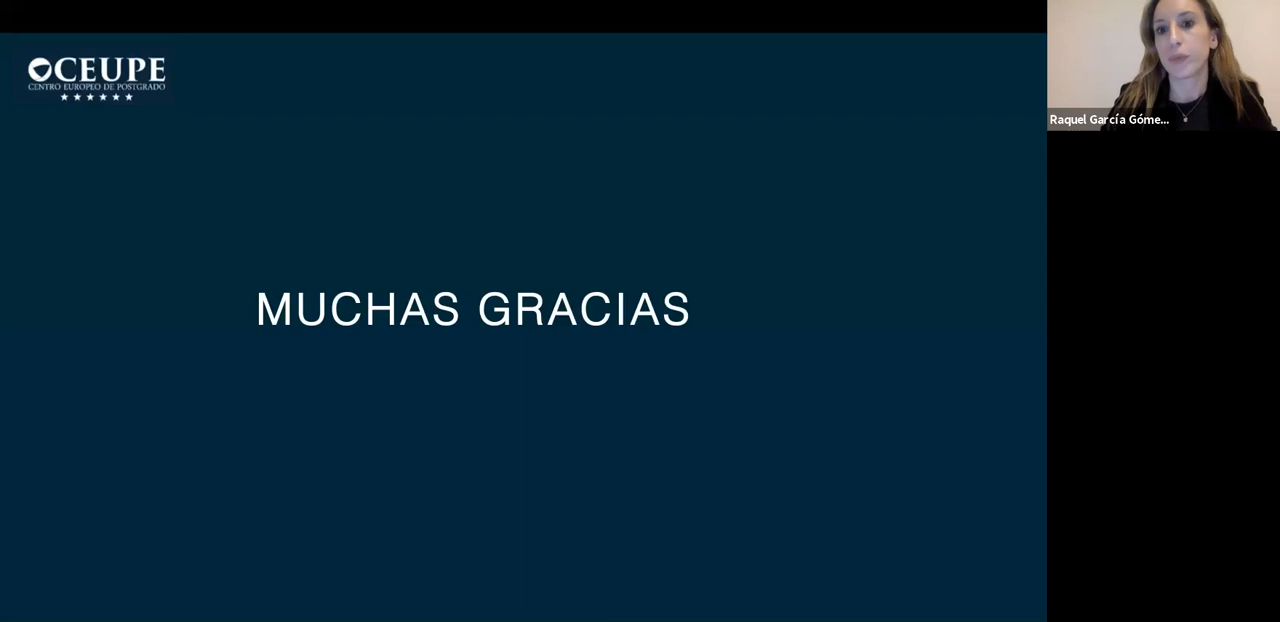 CEUPE
CENTRO EUROPEO DE POSTGRADO
MUCHAS GRACIAS
Raquel García Góme...